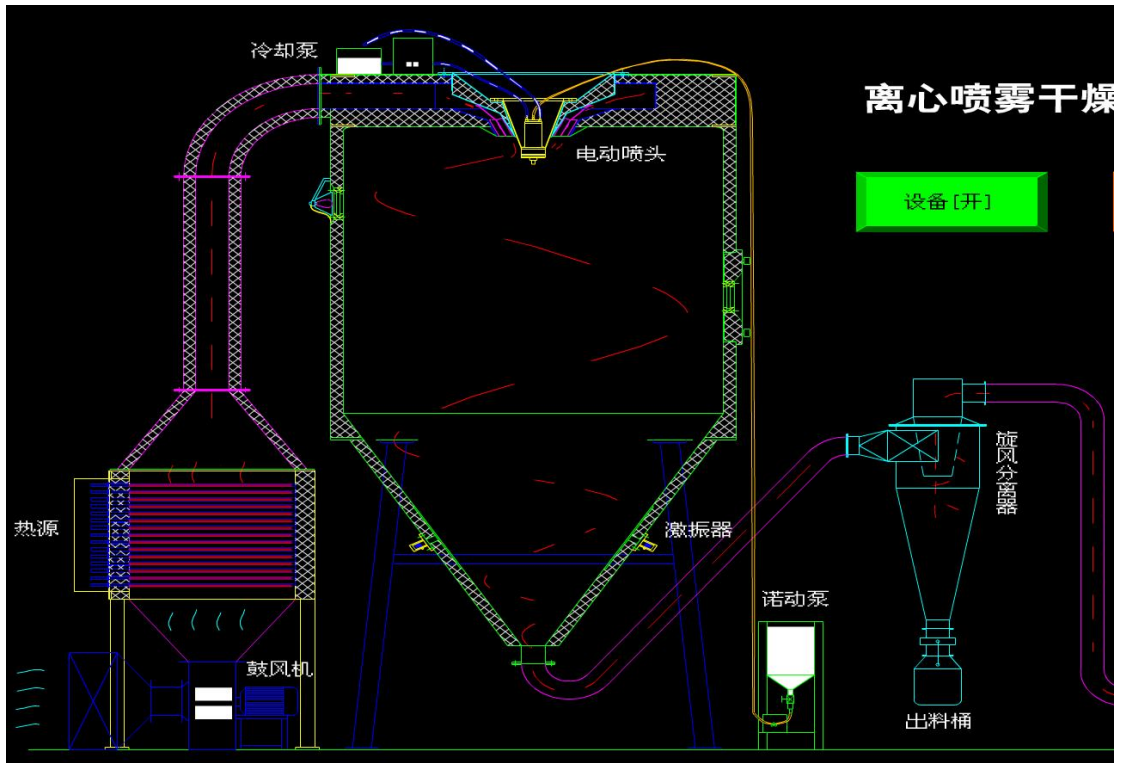 冷却泵
离心喷雾干燥
电动喷头
设备[开]
旋风分离器
热源
激振器
诺动泵
鼓风机
出料桶